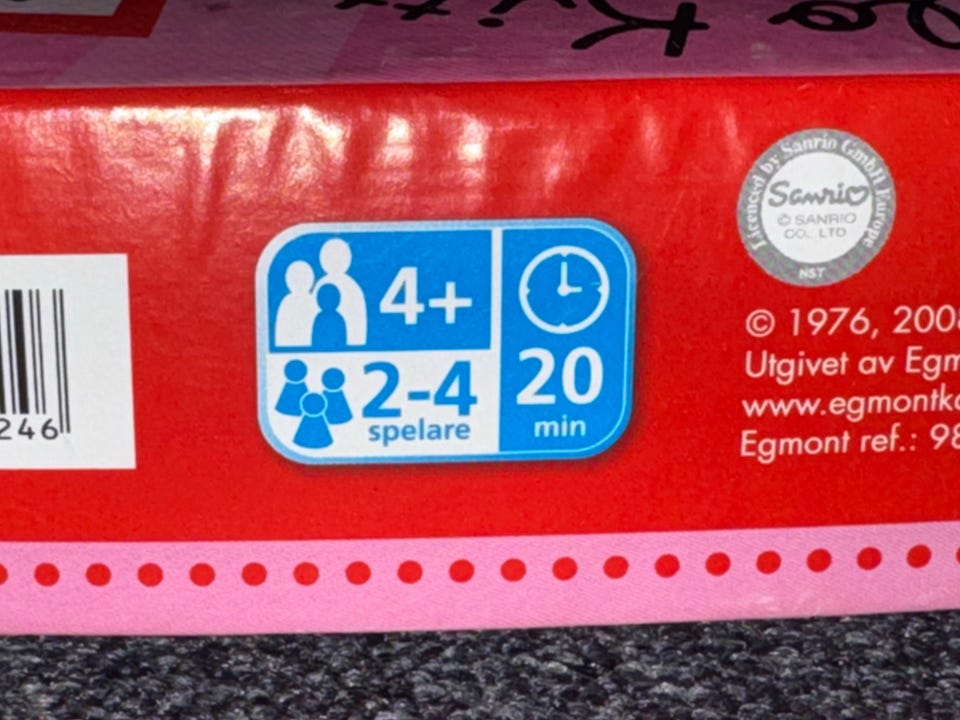 4+
2-4
spelare
20
min
246
Licenced by Sanrio GmbH Europe
Sanrio
© SANRIO
CO., LTD
NST
© 1976, 200
Utgivet av Egm
www.egmontk
Egmont ref.: 98